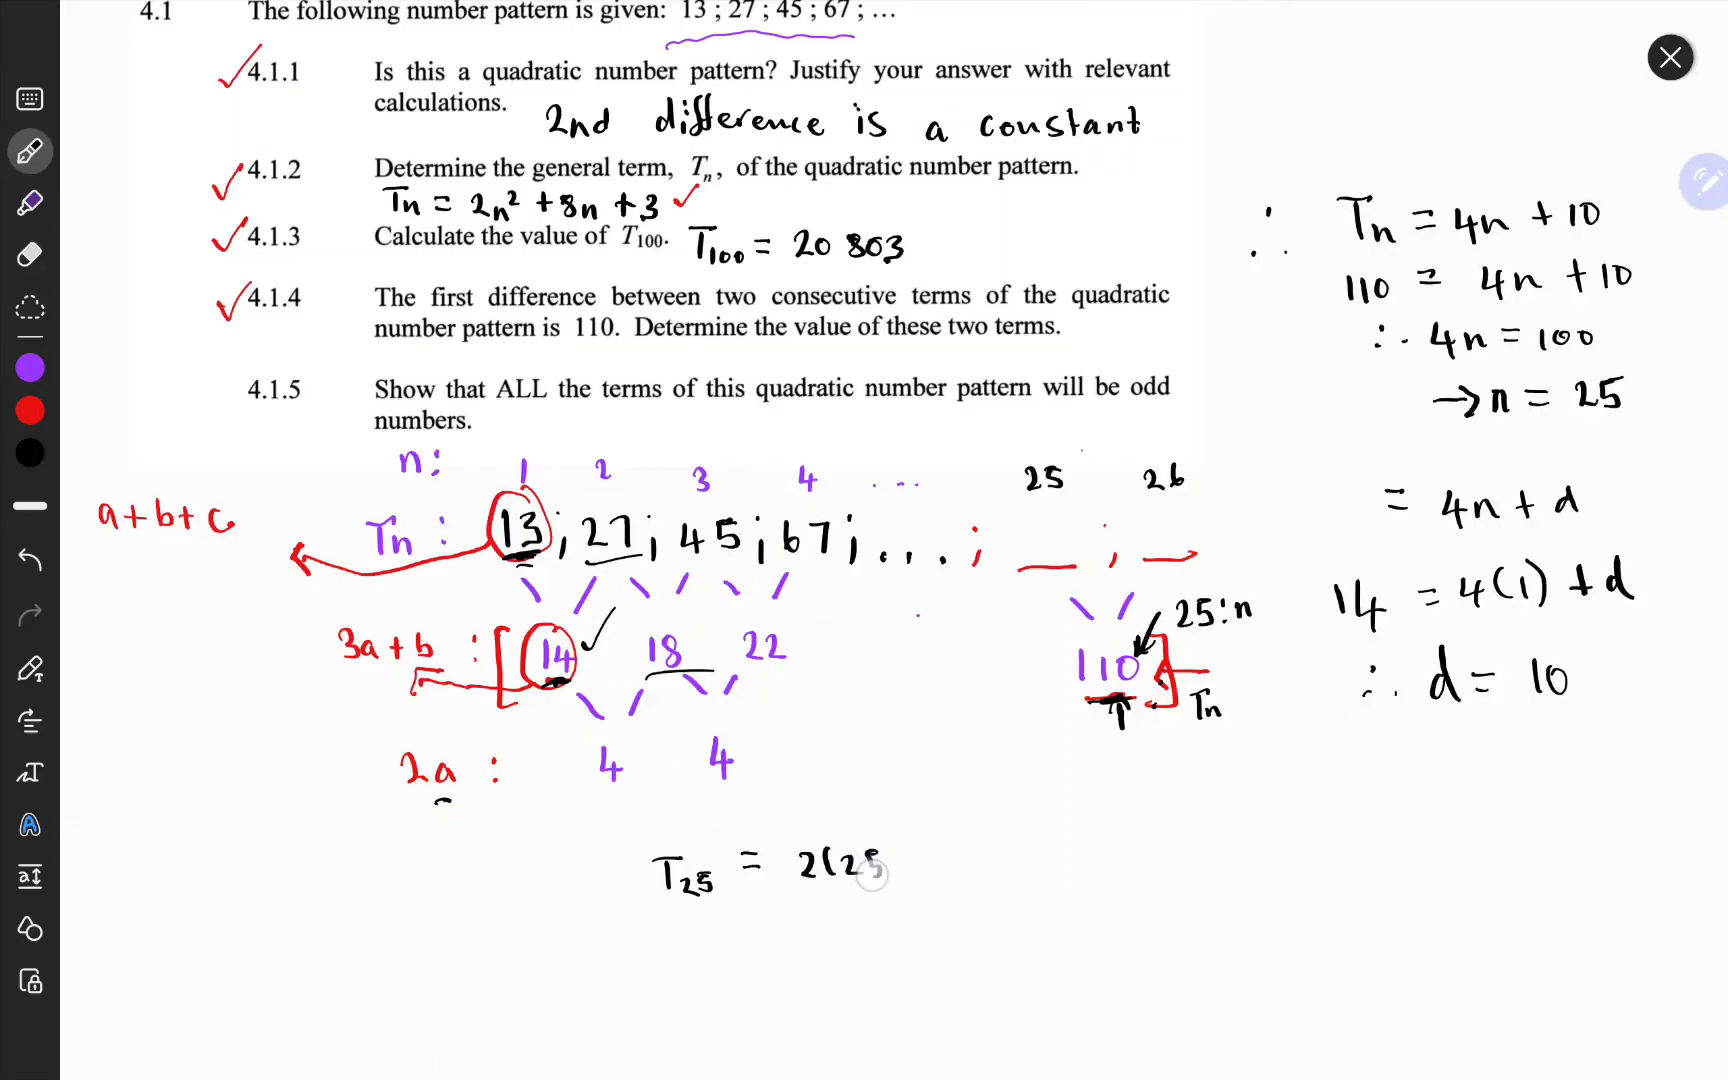 4.1 The following number pattern is given: 13 ; 27 ; 45 ; 67 ; ...
4.1.1 Is this a quadratic number pattern? Justify your answer with relevant
calculations. 2nd difference is a constant
4.1.2 Determine the general term, Tn, of the quadratic number pattern.
Tn = 2n² + 8n + 3
4.1.3 Calculate the value of T100. T100 = 20 803
4.1.4 The first difference between two consecutive terms of the quadratic
number pattern is 110. Determine the value of these two terms.
4.1.5 Show that ALL the terms of this quadratic number pattern will be odd
numbers.
n: 1 2 3 4 ... 25 26
a+b+c
Tn : 13 ; 27 ; 45 ; 67 ; ... ; __ ; __
3a + b : [ 14 18 22 110 ] Tn
25:n
2a : 4 4
T25 = 2(25
∴ Tn = 4n + 10
110 = 4n + 10
∴ 4n = 100
→ n = 25
= 4n + d
14 = 4(1) + d
∴ d = 10
A